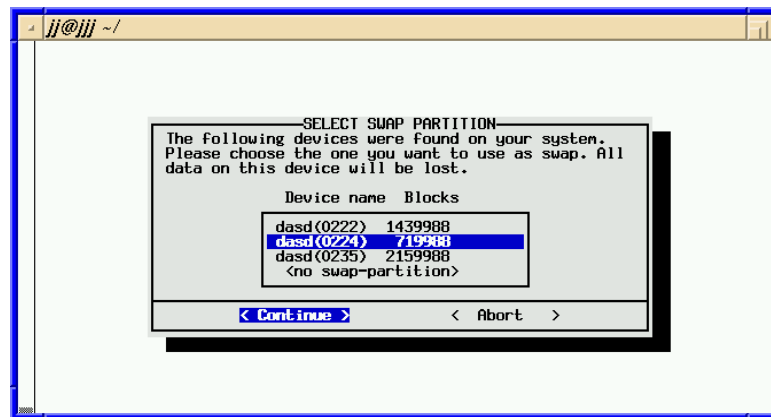 jj@jjj ~/
SELECT SWAP PARTITION
The following devices were found on your system.
Please choose the one you want to use as swap. All
data on this device will be lost.
Device name  Blocks
dasd(0222)  1439988
dasd(0224)   719988
dasd(0235)  2159988
<no swap-partition>
< Continue >  <  Abort  >